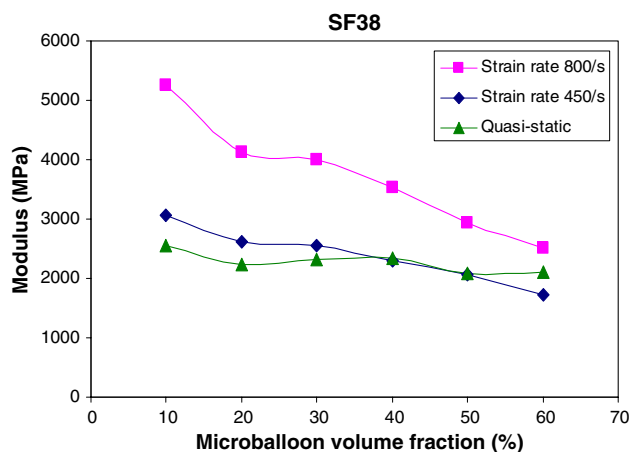 SF38
6000
5000
4000
3000
2000
1000
0
Modulus (MPa)
Strain rate 800/s
Strain rate 450/s
Quasi-static
0 10 20 30 40 50 60 70
Microballoon volume fraction (%)